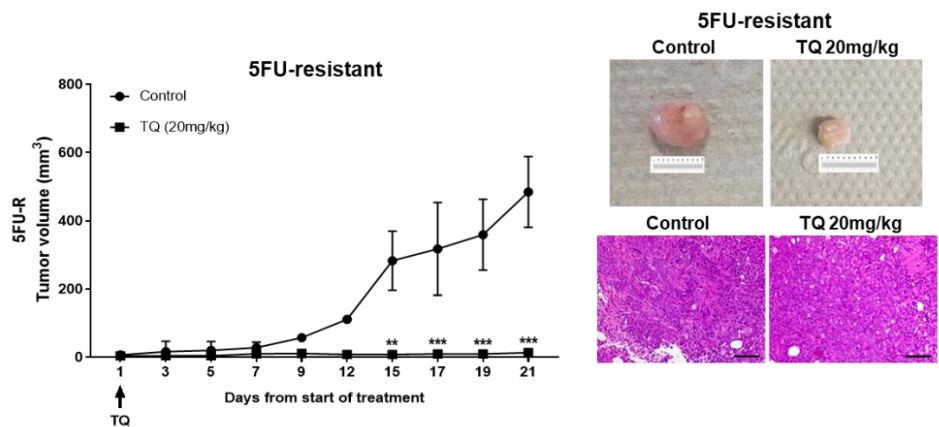 5FU-resistant
Control
TQ (20mg/kg)
800
600
400
200
0
5FU-R
Tumor volume (mm³)
** *** *** ***
1 3 5 7 9 12 15 17 19 21
Days from start of treatment
TQ
5FU-resistant
Control TQ 20mg/kg
Control TQ 20mg/kg